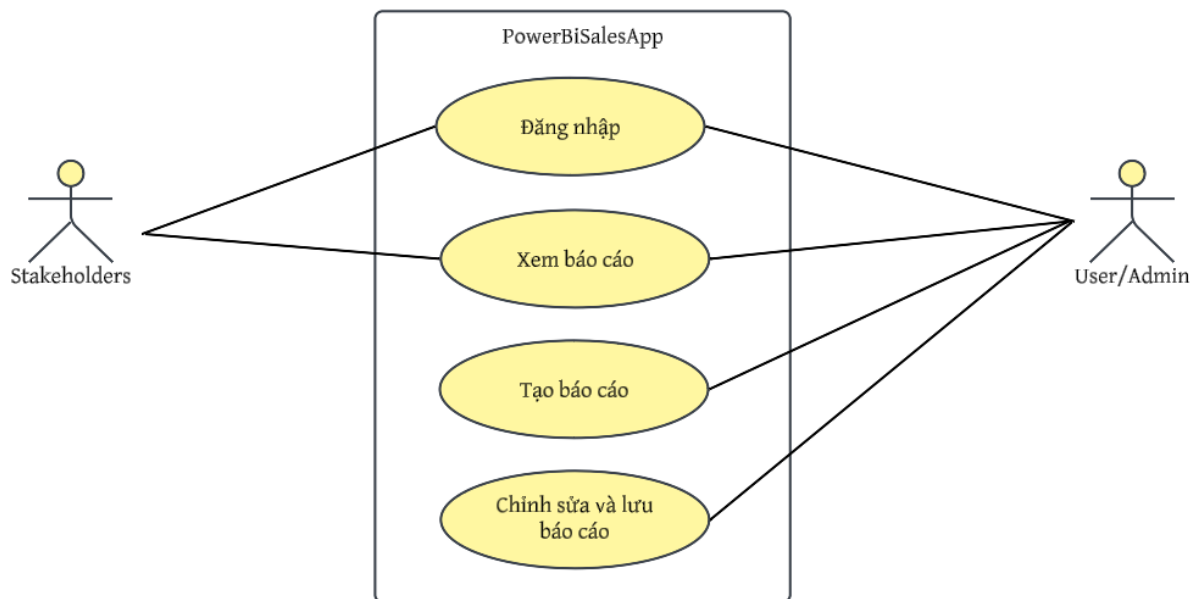 PowerBiSalesApp
Đăng nhập
Xem báo cáo
Stakeholders
User/Admin
Tạo báo cáo
Chỉnh sửa và lưu
báo cáo